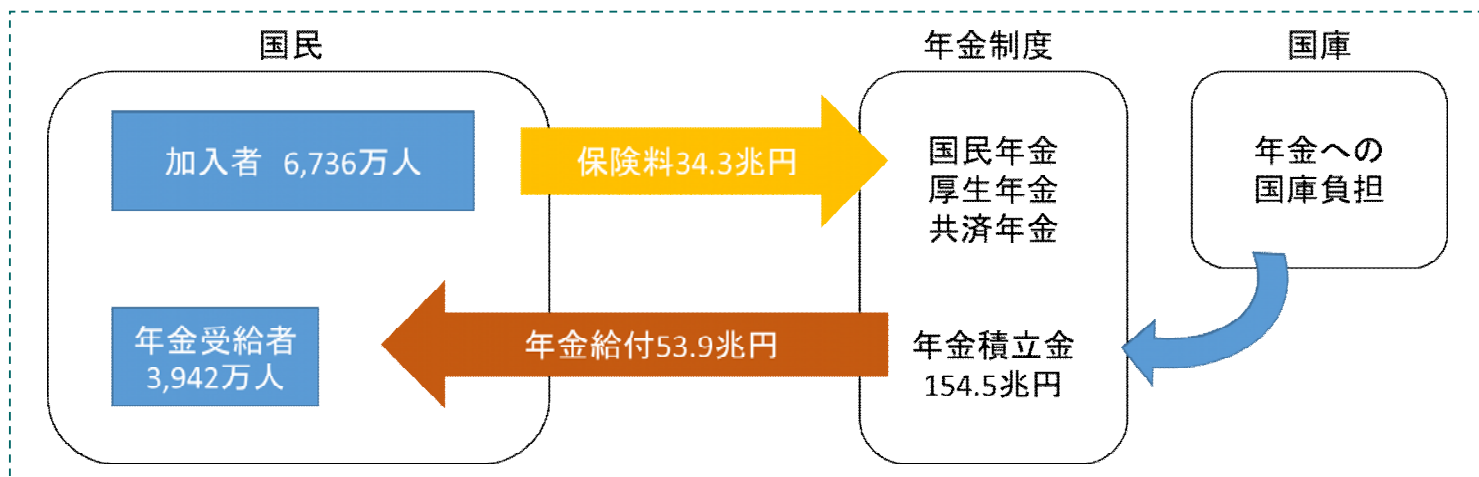 国民
加入者 6,736万人
保険料34.3兆円
年金受給者
3,942万人
年金給付53.9兆円
年金制度
国民年金
厚生年金
共済年金
年金積立金
154.5兆円
国庫
年金への
国庫負担